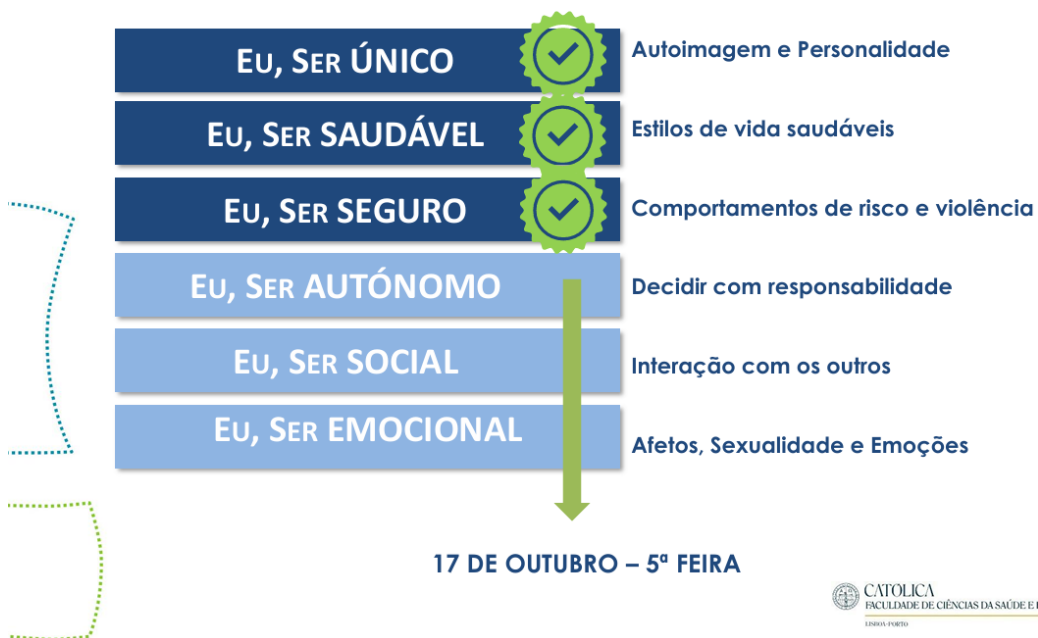 Eu, Ser ÚNICO
Autoimagem e Personalidade
Eu, Ser SAUDÁVEL
Estilos de vida saudáveis
Eu, Ser SEGURO
Comportamentos de risco e violência
Eu, Ser AUTÓNOMO
Decidir com responsabilidade
Eu, Ser SOCIAL
Interação com os outros
Eu, Ser EMOCIONAL
Afetos, Sexualidade e Emoções
17 DE OUTUBRO – 5ª FEIRA
CATOLICA
FACULDADE DE CIÊNCIAS DA SAÚDE E
LISBOA·PORTO